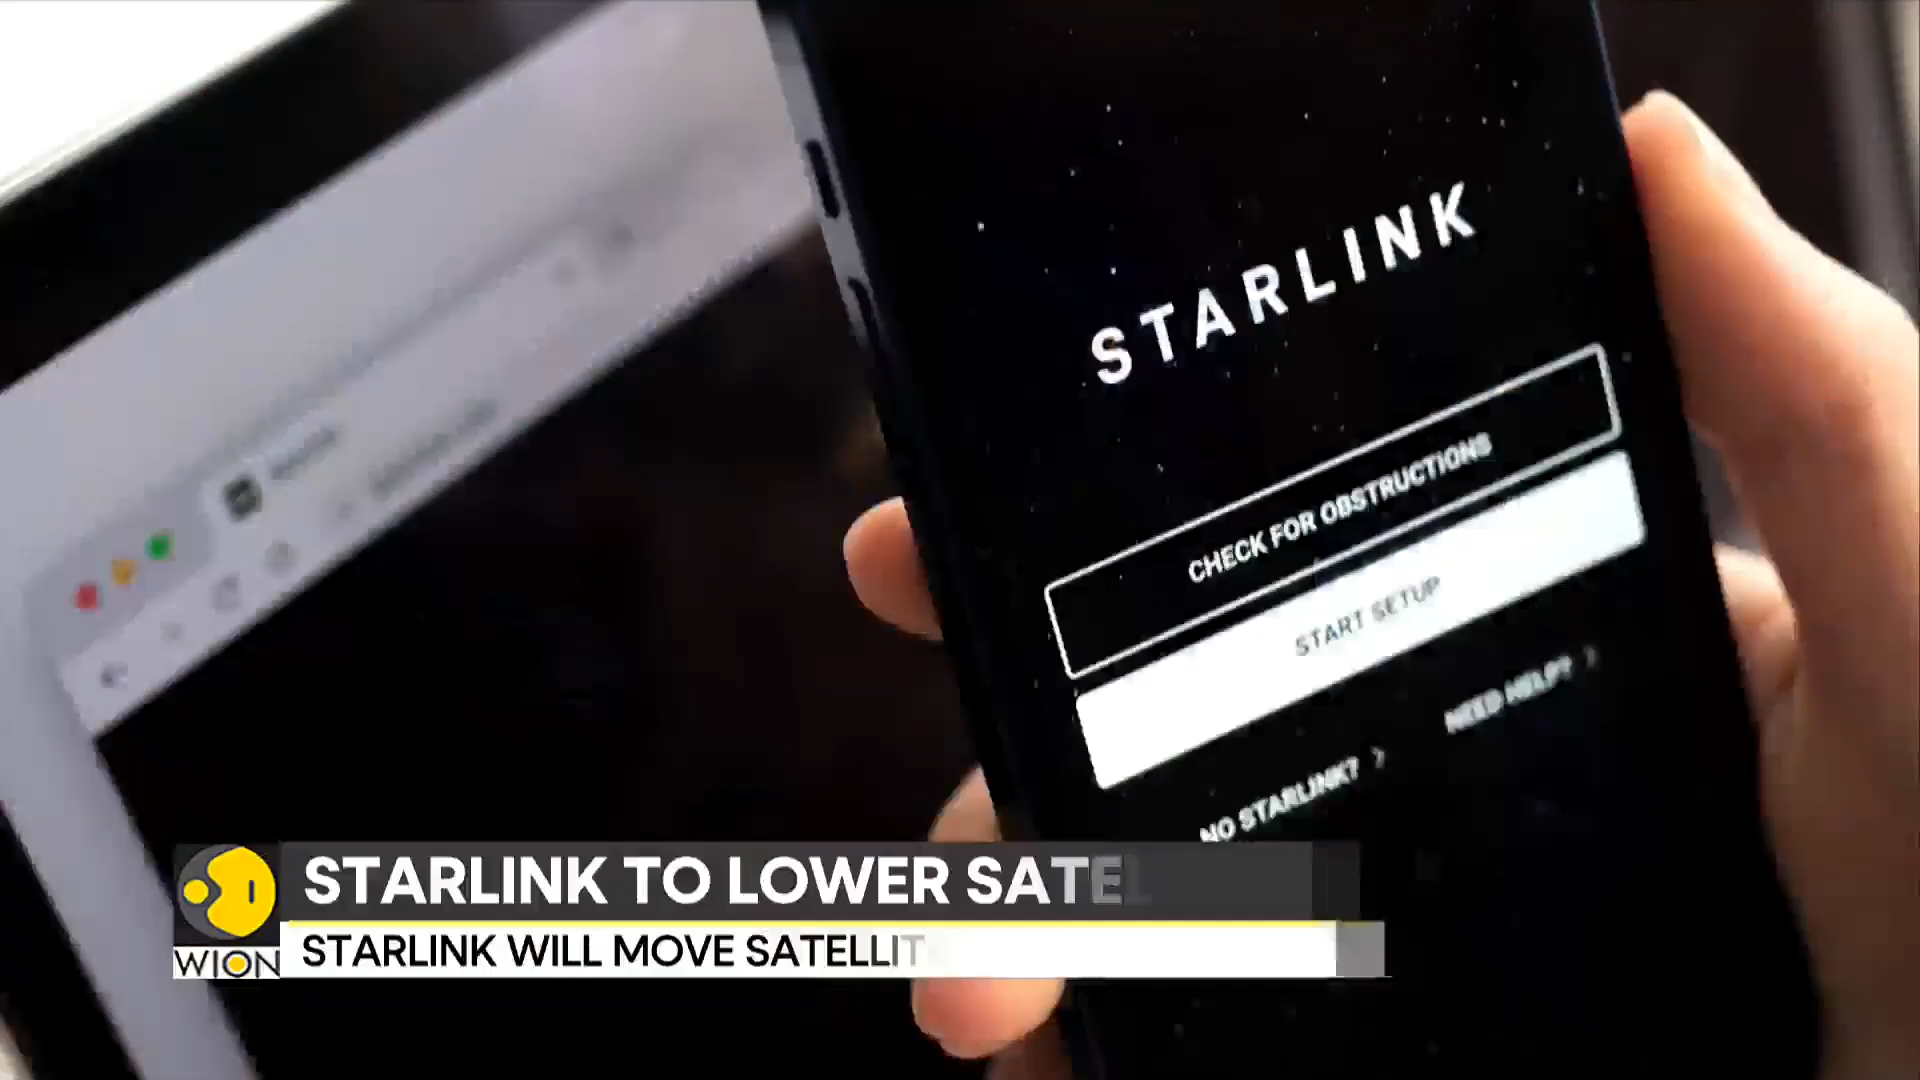 STARLINK
CHECK FOR OBSTRUCTIONS
START SETUP
NEED HELP? >
NO STARLINK? >
STARLINK TO LOWER SATEL
WION
STARLINK WILL MOVE SATELLIT